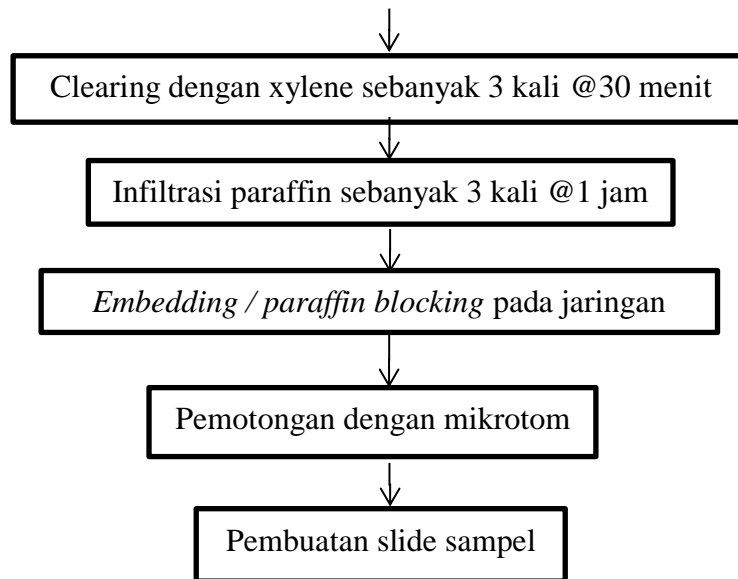 Clearing dengan xylene sebanyak 3 kali @30 menit
Infiltrasi paraffin sebanyak 3 kali @1 jam
Embedding / paraffin blocking pada jaringan
Pemotongan dengan mikrotom
Pembuatan slide sampel